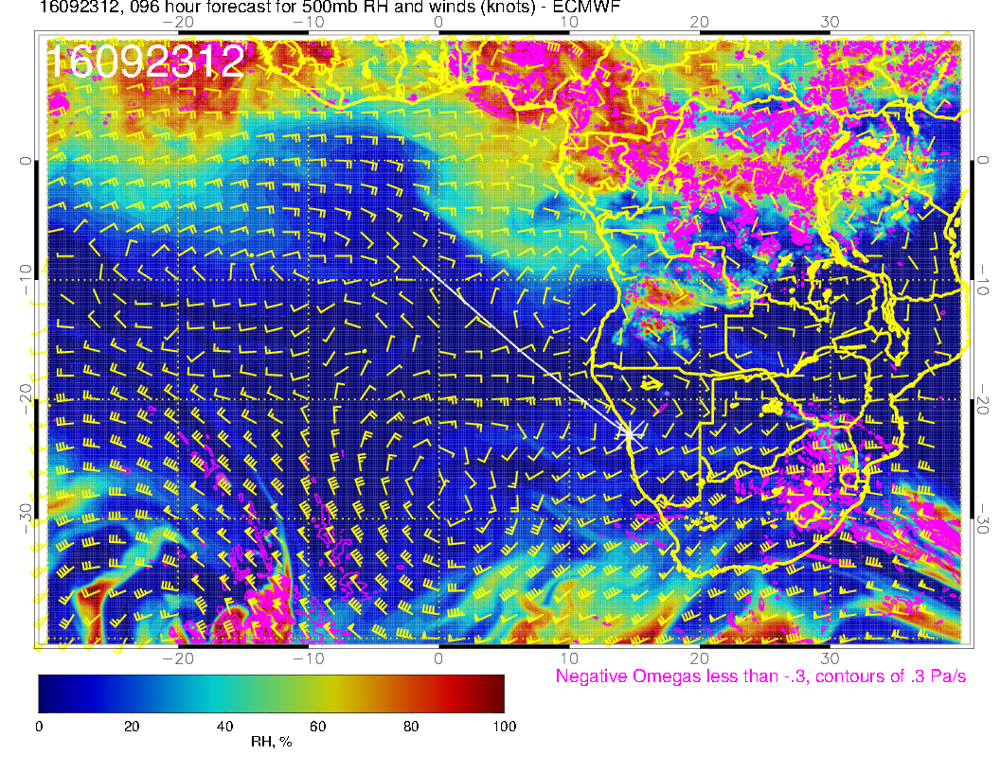 16092312, 096 hour forecast for 500mb RH and winds (knots) - ECMWF
-20 -10 0 10 20 30
16092312
0 0
-10 -10
-20 -20
-30 -30
-20 -10 0 10 20 30
Negative Omegas less than -.3, contours of .3 Pa/s
0 20 40 60 80 100
RH, %